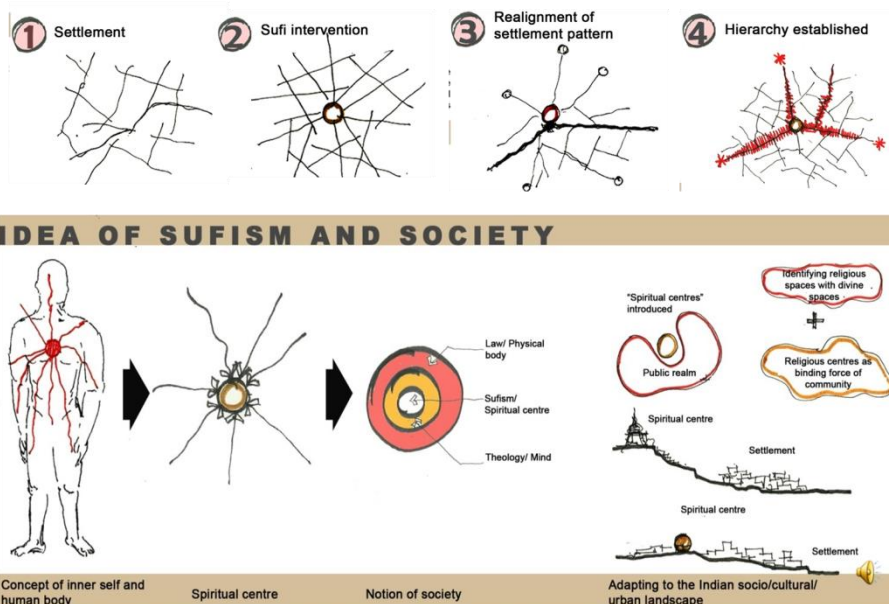 1 Settlement
2 Sufi intervention
3 Realignment of
settlement pattern
4 Hierarchy established
IDEA OF SUFISM AND SOCIETY
Law/ Physical
body
Sufism/
Spiritual centre
Theology/ Mind
"Spiritual centres"
introduced
Public realm
Identifying religious
spaces with divine
spaces
+
Religious centres as
binding force of
community
Spiritual centre
Settlement
Spiritual centre
Settlement
Concept of inner self and
human body
Spiritual centre
Notion of society
Adapting to the Indian socio/cultural/
urban landscape